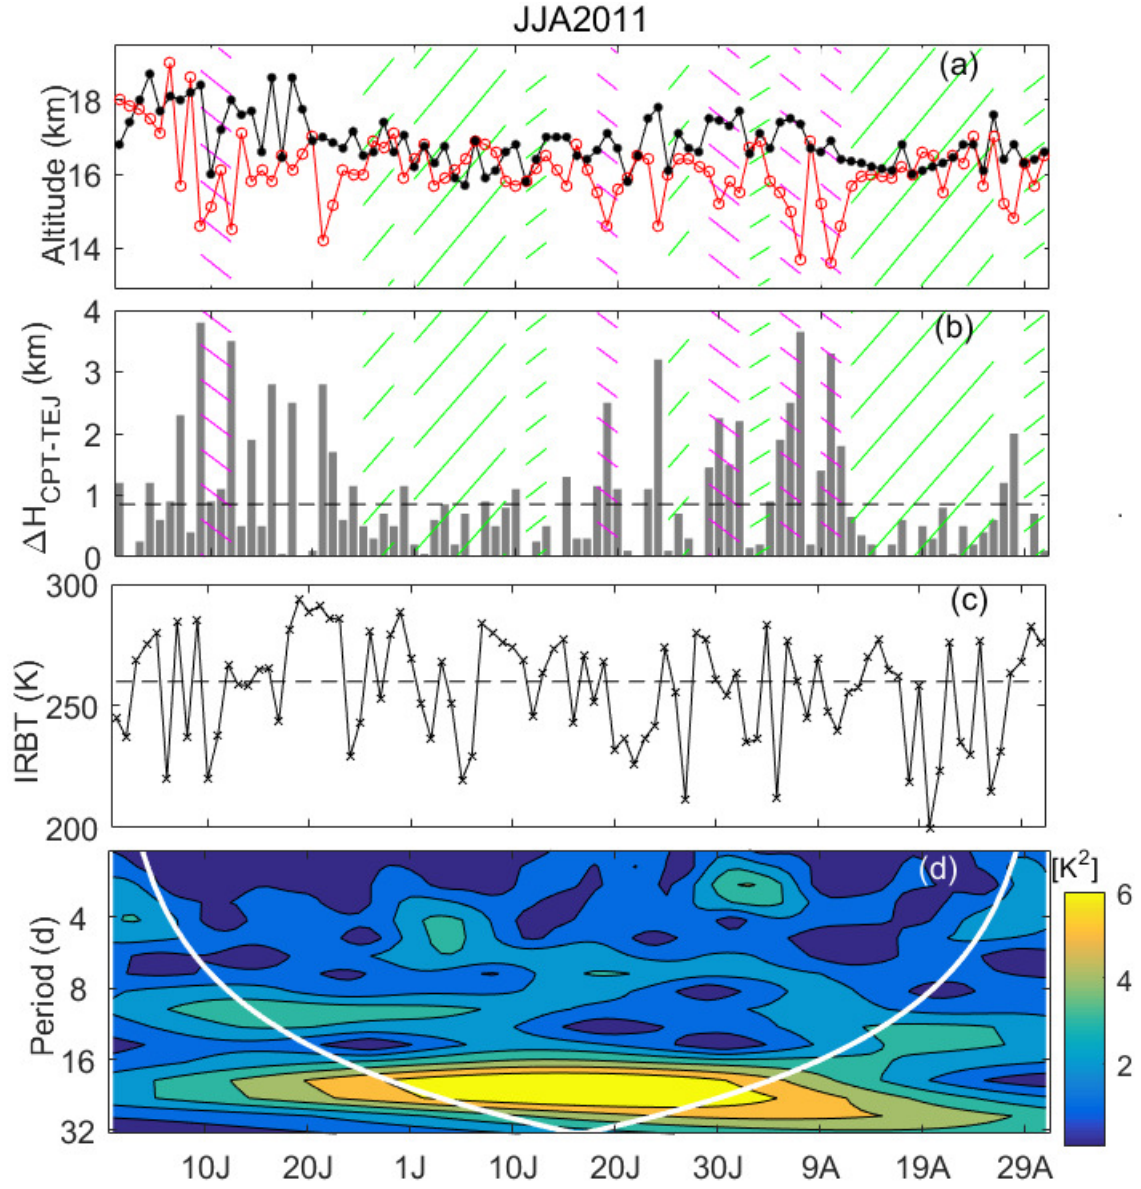 JJA2011
(a)
Altitude (km)
18
16
14
(b)
ΔH_CPT-TEJ (km)
4
3
2
1
0
(c)
IRBT (K)
300
250
200
(d)
Period (d)
4
8
16
32
[K²]
6
4
2
10J 20J 1J 10J 20J 30J 9A 19A 29A